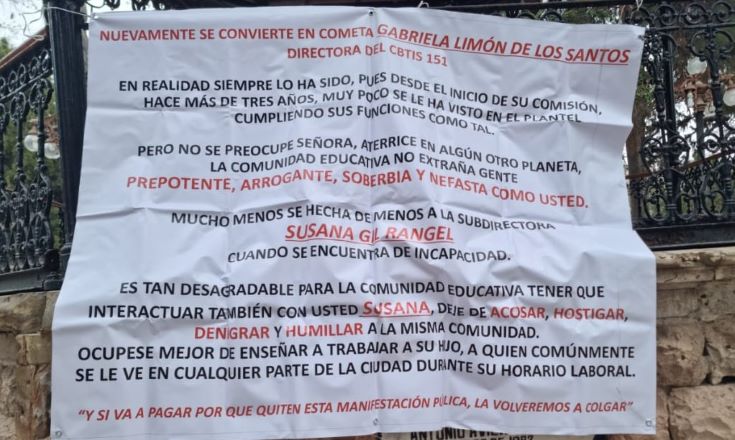 NUEVAMENTE SE CONVIERTE EN COMETA GABRIELA LIMÓN DE LOS SANTOS
DIRECTORA DEL CBTIS 151
EN REALIDAD SIEMPRE LO HA SIDO, PUES DESDE EL INICIO DE SU COMISIÓN,
HACE MÁS DE TRES AÑOS, MUY POCO SE LE HA VISTO EN EL PLANTEL
CUMPLIENDO SUS FUNCIONES COMO TAL.
PERO NO SE PREOCUPE SEÑORA, ATERRICE EN ALGÚN OTRO PLANETA,
LA COMUNIDAD EDUCATIVA NO EXTRAÑA GENTE
PREPOTENTE, ARROGANTE, SOBERBIA Y NEFASTA COMO USTED.
MUCHO MENOS SE HECHA DE MENOS A LA SUBDIRECTORA
SUSANA GIL RANGEL
CUANDO SE ENCUENTRA DE INCAPACIDAD.
ES TAN DESAGRADABLE PARA LA COMUNIDAD EDUCATIVA TENER QUE
INTERACTUAR TAMBIÉN CON USTED SUSANA, DEJE DE ACOSAR, HOSTIGAR,
DENIGRAR Y HUMILLAR A LA MISMA COMUNIDAD.
OCUPESE MEJOR DE ENSEÑAR A TRABAJAR A SU HIJO, A QUIEN COMÚNMENTE
SE LE VE EN CUALQUIER PARTE DE LA CIUDAD DURANTE SU HORARIO LABORAL.
"Y SI VA A PAGAR POR QUE QUITEN ESTA MANIFESTACIÓN PÚBLICA, LA VOLVEREMOS A COLGAR"
ANTONIO